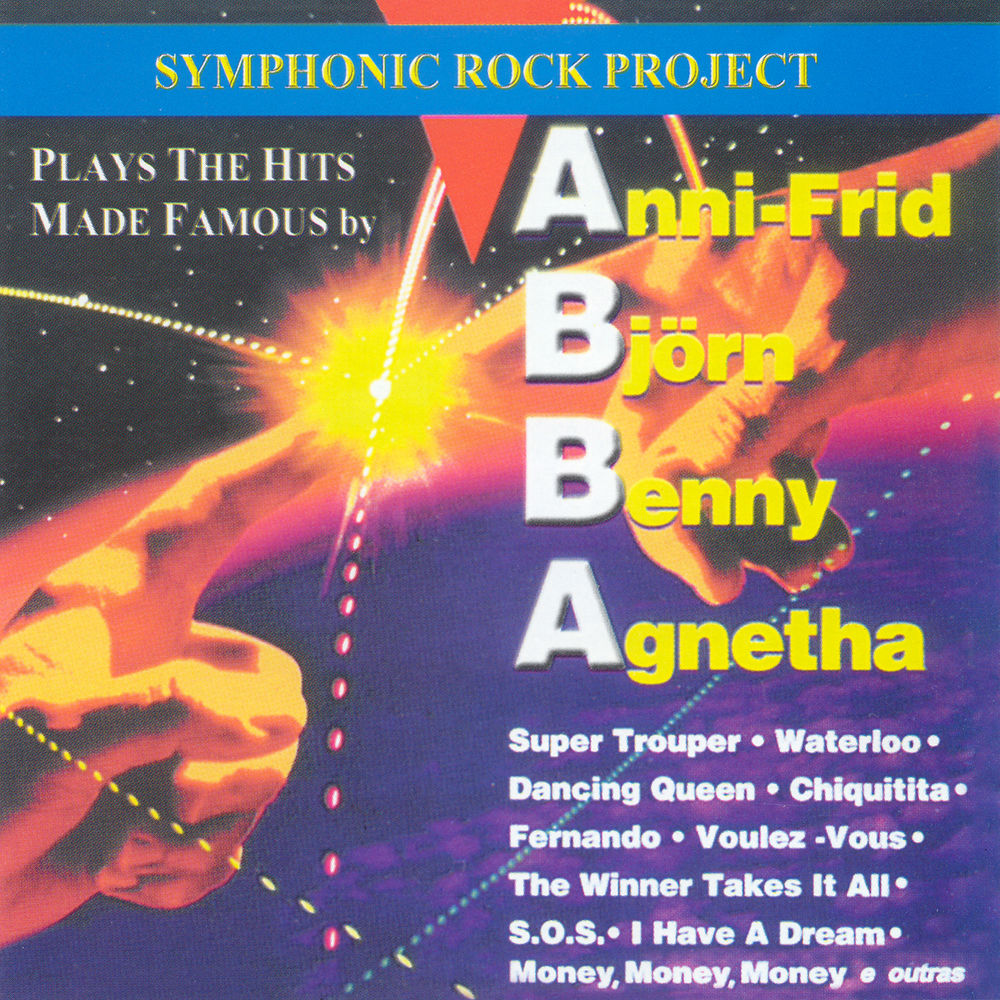 SYMPHONIC ROCK PROJECT
PLAYS THE HITS
MADE FAMOUS by
Anni-Frid
Björn
Benny
Agnetha
Super Trouper • Waterloo •
Dancing Queen • Chiquitita •
Fernando • Voulez -Vous •
The Winner Takes It All •
S.O.S. • I Have A Dream •
Money, Money, Money e outras